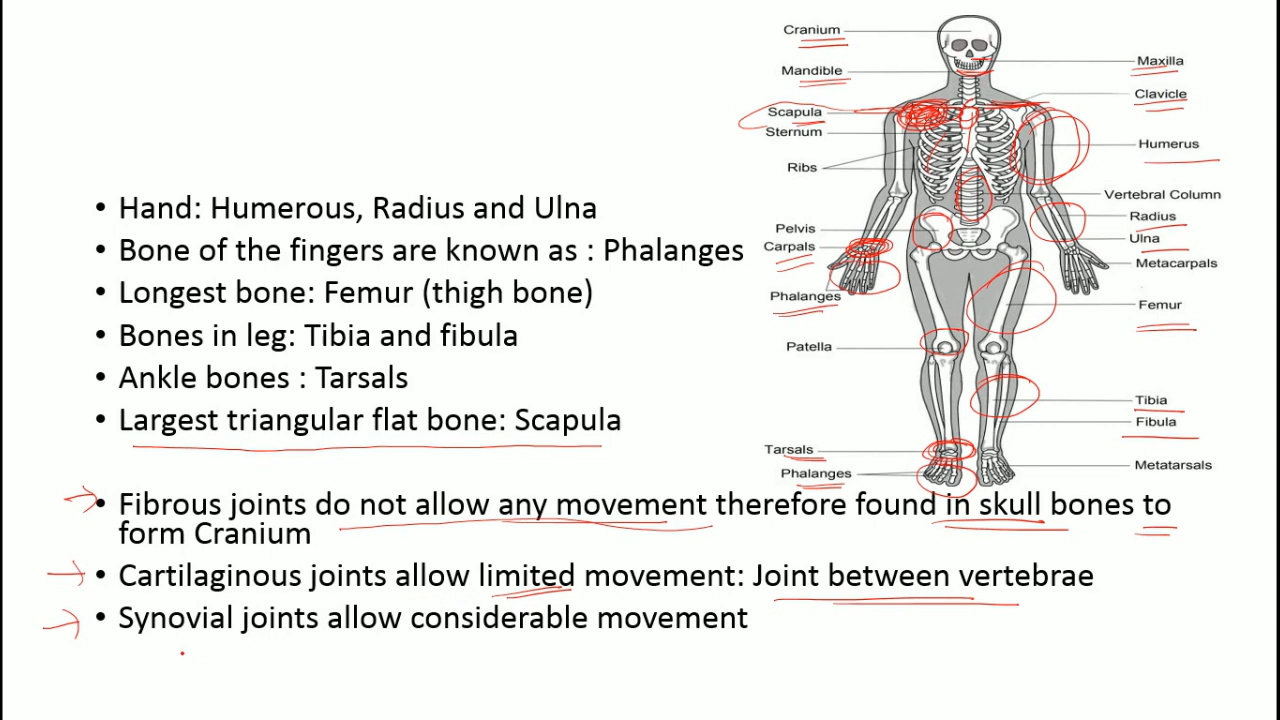 Cranium
Mandible
Maxilla
Clavicle
Scapula
Sternum
Humerus
Ribs
Vertebral Column
• Hand: Humerous, Radius and Ulna
Radius
Pelvis
Ulna
Carpals
• Bone of the fingers are known as : Phalanges
Metacarpals
Phalanges
• Longest bone: Femur (thigh bone)
Femur
• Bones in leg: Tibia and fibula
Patella
• Ankle bones : Tarsals
Tibia
• Largest triangular flat bone: Scapula
Fibula
Tarsals
Metatarsals
Phalanges
• Fibrous joints do not allow any movement therefore found in skull bones to
form Cranium
• Cartilaginous joints allow limited movement: Joint between vertebrae
• Synovial joints allow considerable movement